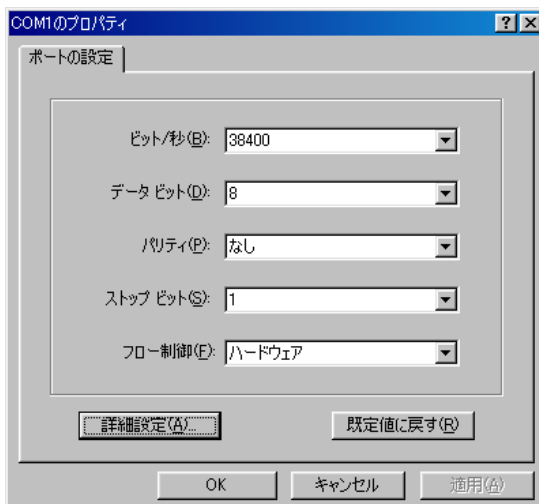 COM1のプロパティ
ポートの設定
ビット/秒(B): 38400
データ ビット(D): 8
パリティ(P): なし
ストップ ビット(S): 1
フロー制御(F): ハードウェア
詳細設定(A)... 既定値に戻す(R)
OK キャンセル 適用(A)